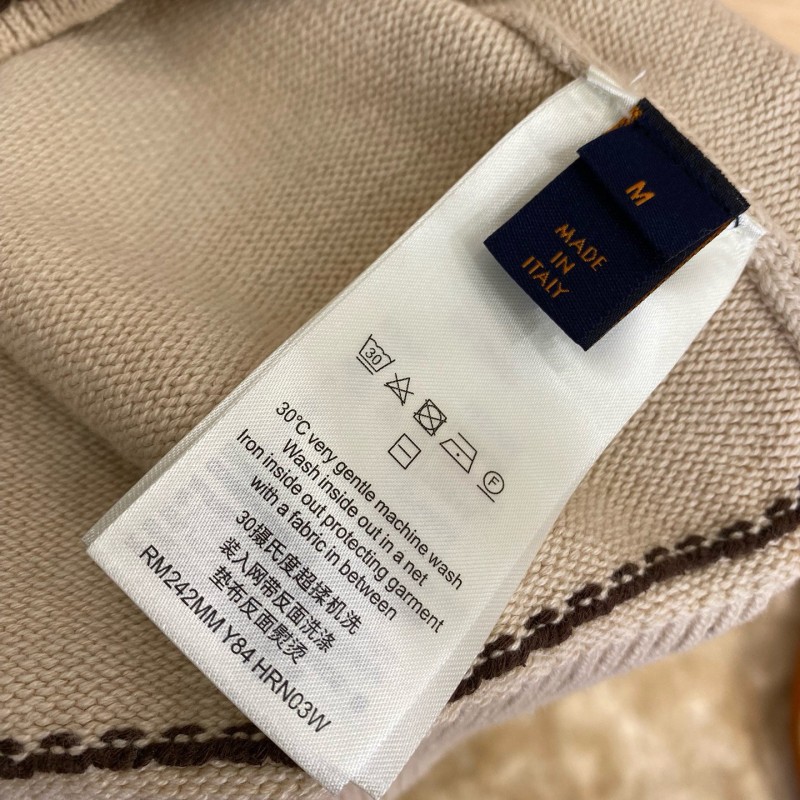 M
MADE
IN
ITALY
30
F
30°C very gentle machine wash
Wash inside out in a net
Iron inside out protecting garment
with a fabric in between
30摄氏度超揉机洗
装入网带反面洗涤
垫布反面熨烫
RM242MM Y84 HRN03W